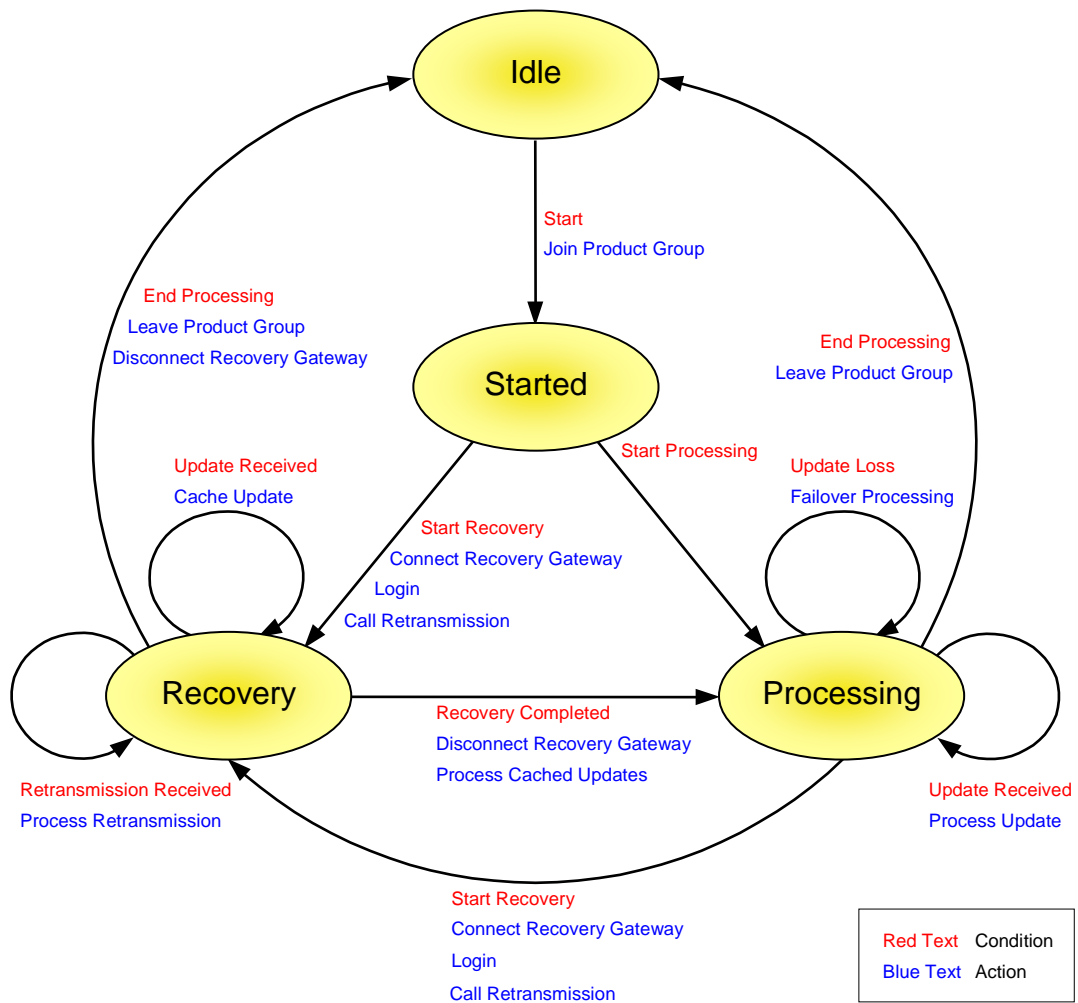 Idle
Start
Join Product Group
End Processing
Leave Product Group
Disconnect Recovery Gateway
End Processing
Leave Product Group
Started
Start Processing
Update Received
Cache Update
Update Loss
Failover Processing
Start Recovery
Connect Recovery Gateway
Login
Call Retransmission
Recovery
Processing
Recovery Completed
Disconnect Recovery Gateway
Process Cached Updates
Retransmission Received
Process Retransmission
Update Received
Process Update
Start Recovery
Connect Recovery Gateway
Login
Call Retransmission
Red Text Condition
Blue Text Action